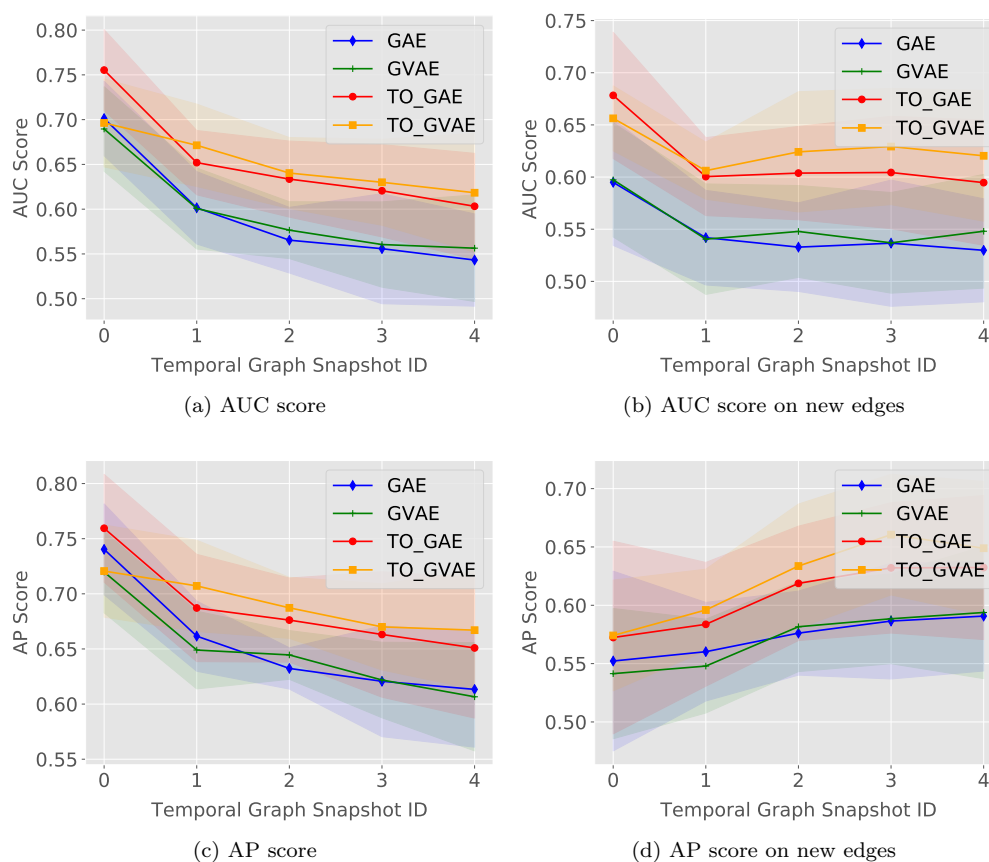 0.80
0.75
0.70
0.65
0.60
0.55
0.50
AUC Score
GAE
GVAE
TO_GAE
TO_GVAE
0 1 2 3 4
Temporal Graph Snapshot ID
(a) AUC score
0.75
0.70
0.65
0.60
0.55
0.50
AUC Score
GAE
GVAE
TO_GAE
TO_GVAE
0 1 2 3 4
Temporal Graph Snapshot ID
(b) AUC score on new edges
0.80
0.75
0.70
0.65
0.60
0.55
AP Score
GAE
GVAE
TO_GAE
TO_GVAE
0 1 2 3 4
Temporal Graph Snapshot ID
(c) AP score
0.70
0.65
0.60
0.55
0.50
AP Score
GAE
GVAE
TO_GAE
TO_GVAE
0 1 2 3 4
Temporal Graph Snapshot ID
(d) AP score on new edges